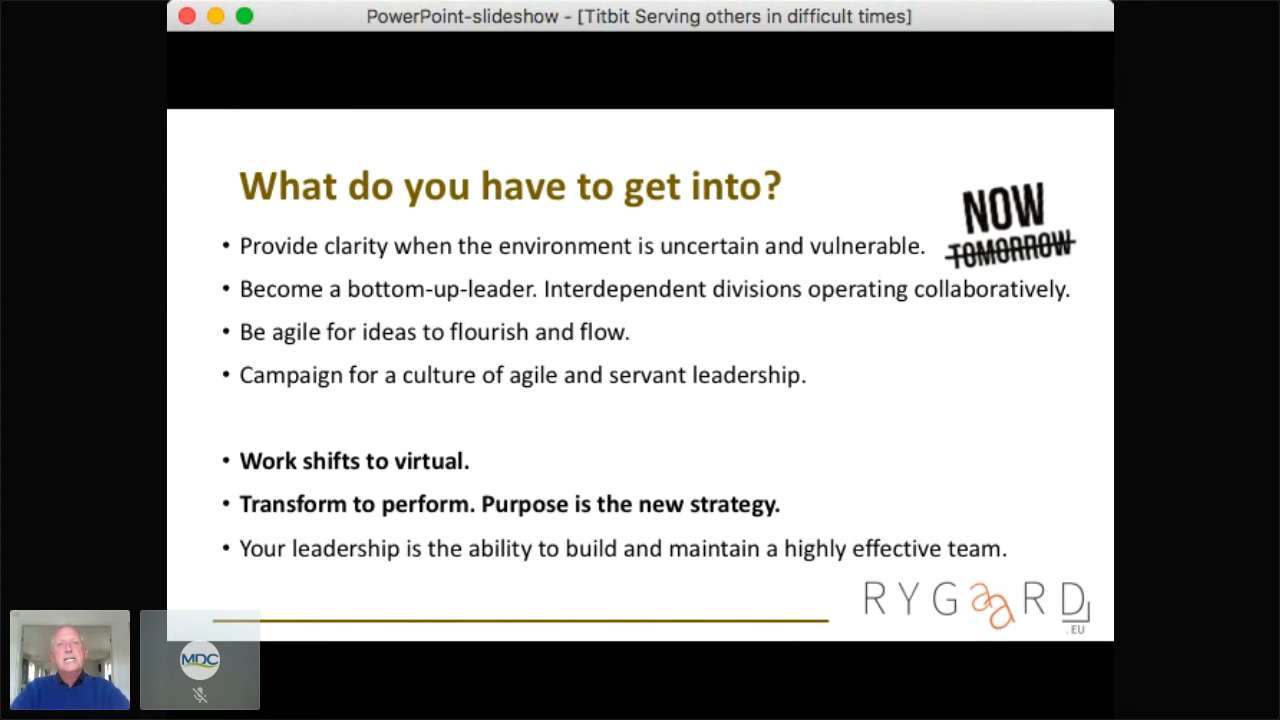 PowerPoint-slideshow - [Titbit Serving others in difficult times]
What do you have to get into?
NOW
TOMORROW
• Provide clarity when the environment is uncertain and vulnerable.
• Become a bottom-up-leader. Interdependent divisions operating collaboratively.
• Be agile for ideas to flourish and flow.
• Campaign for a culture of agile and servant leadership.
• Work shifts to virtual.
• Transform to perform. Purpose is the new strategy.
• Your leadership is the ability to build and maintain a highly effective team.
RYGaaRD
.EU
MDC